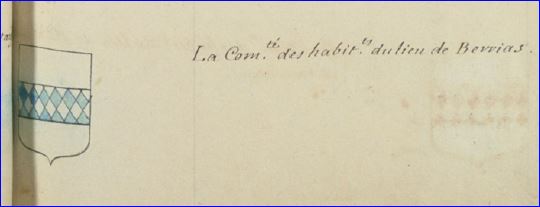 La Com.té des habit.ts du lieu de Berrias.